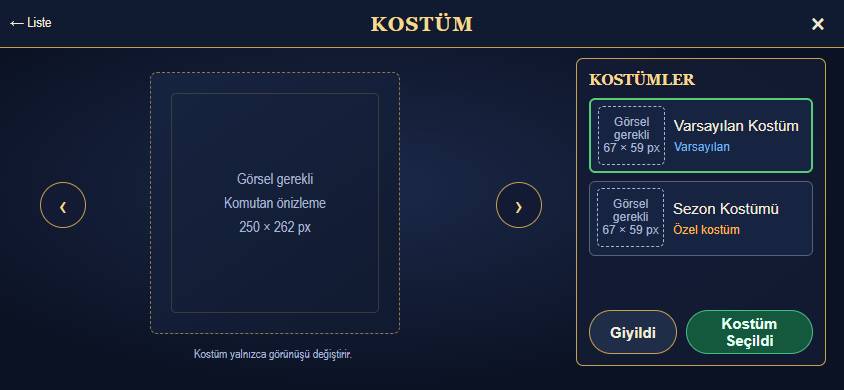 ← Liste
KOSTÜM
×
Görsel gerekli
Komutan önizleme
250 × 262 px
‹
›
Kostüm yalnızca görünüşü değiştirir.
KOSTÜMLER
Görsel
gerekli
67 × 59 px
Varsayılan Kostüm
Varsayılan
Görsel
gerekli
67 × 59 px
Sezon Kostümü
Özel kostüm
Giyildi
Kostüm
Seçildi